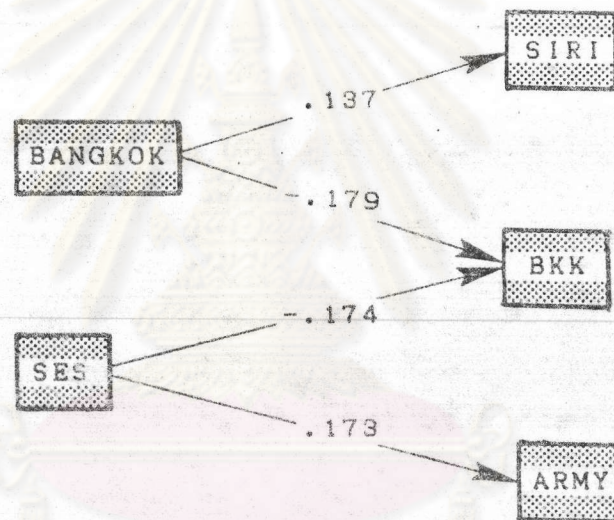 SIRI
.137
BANGKOK
-.179
BKK
-.174
SES
.173
ARMY